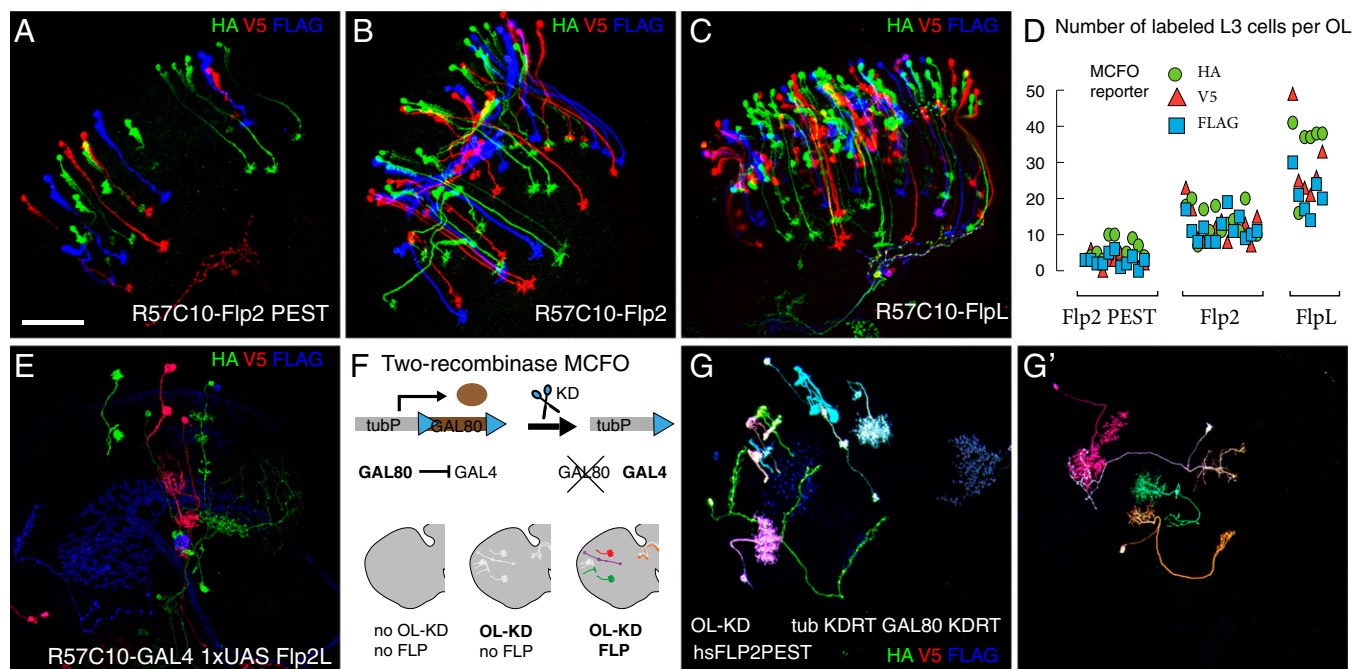 A
HA V5 FLAG
R57C10-Flp2 PEST
B
HA V5 FLAG
R57C10-Flp2
C
HA V5 FLAG
R57C10-FlpL
D Number of labeled L3 cells per OL
MCFO reporter
HA
V5
FLAG
50
40
30
20
10
0
Flp2 PEST
Flp2
FlpL
E
HA V5 FLAG
R57C10-GAL4 1xUAS Flp2L
F Two-recombinase MCFO
KD
tubP
GAL80
tubP
GAL80
GAL4
GAL80
GAL4
no OL-KD
no FLP
OL-KD
no FLP
OL-KD
FLP
G
OL-KD tub KDRT GAL80 KDRT
hsFLP2PEST
HA V5 FLAG
G'